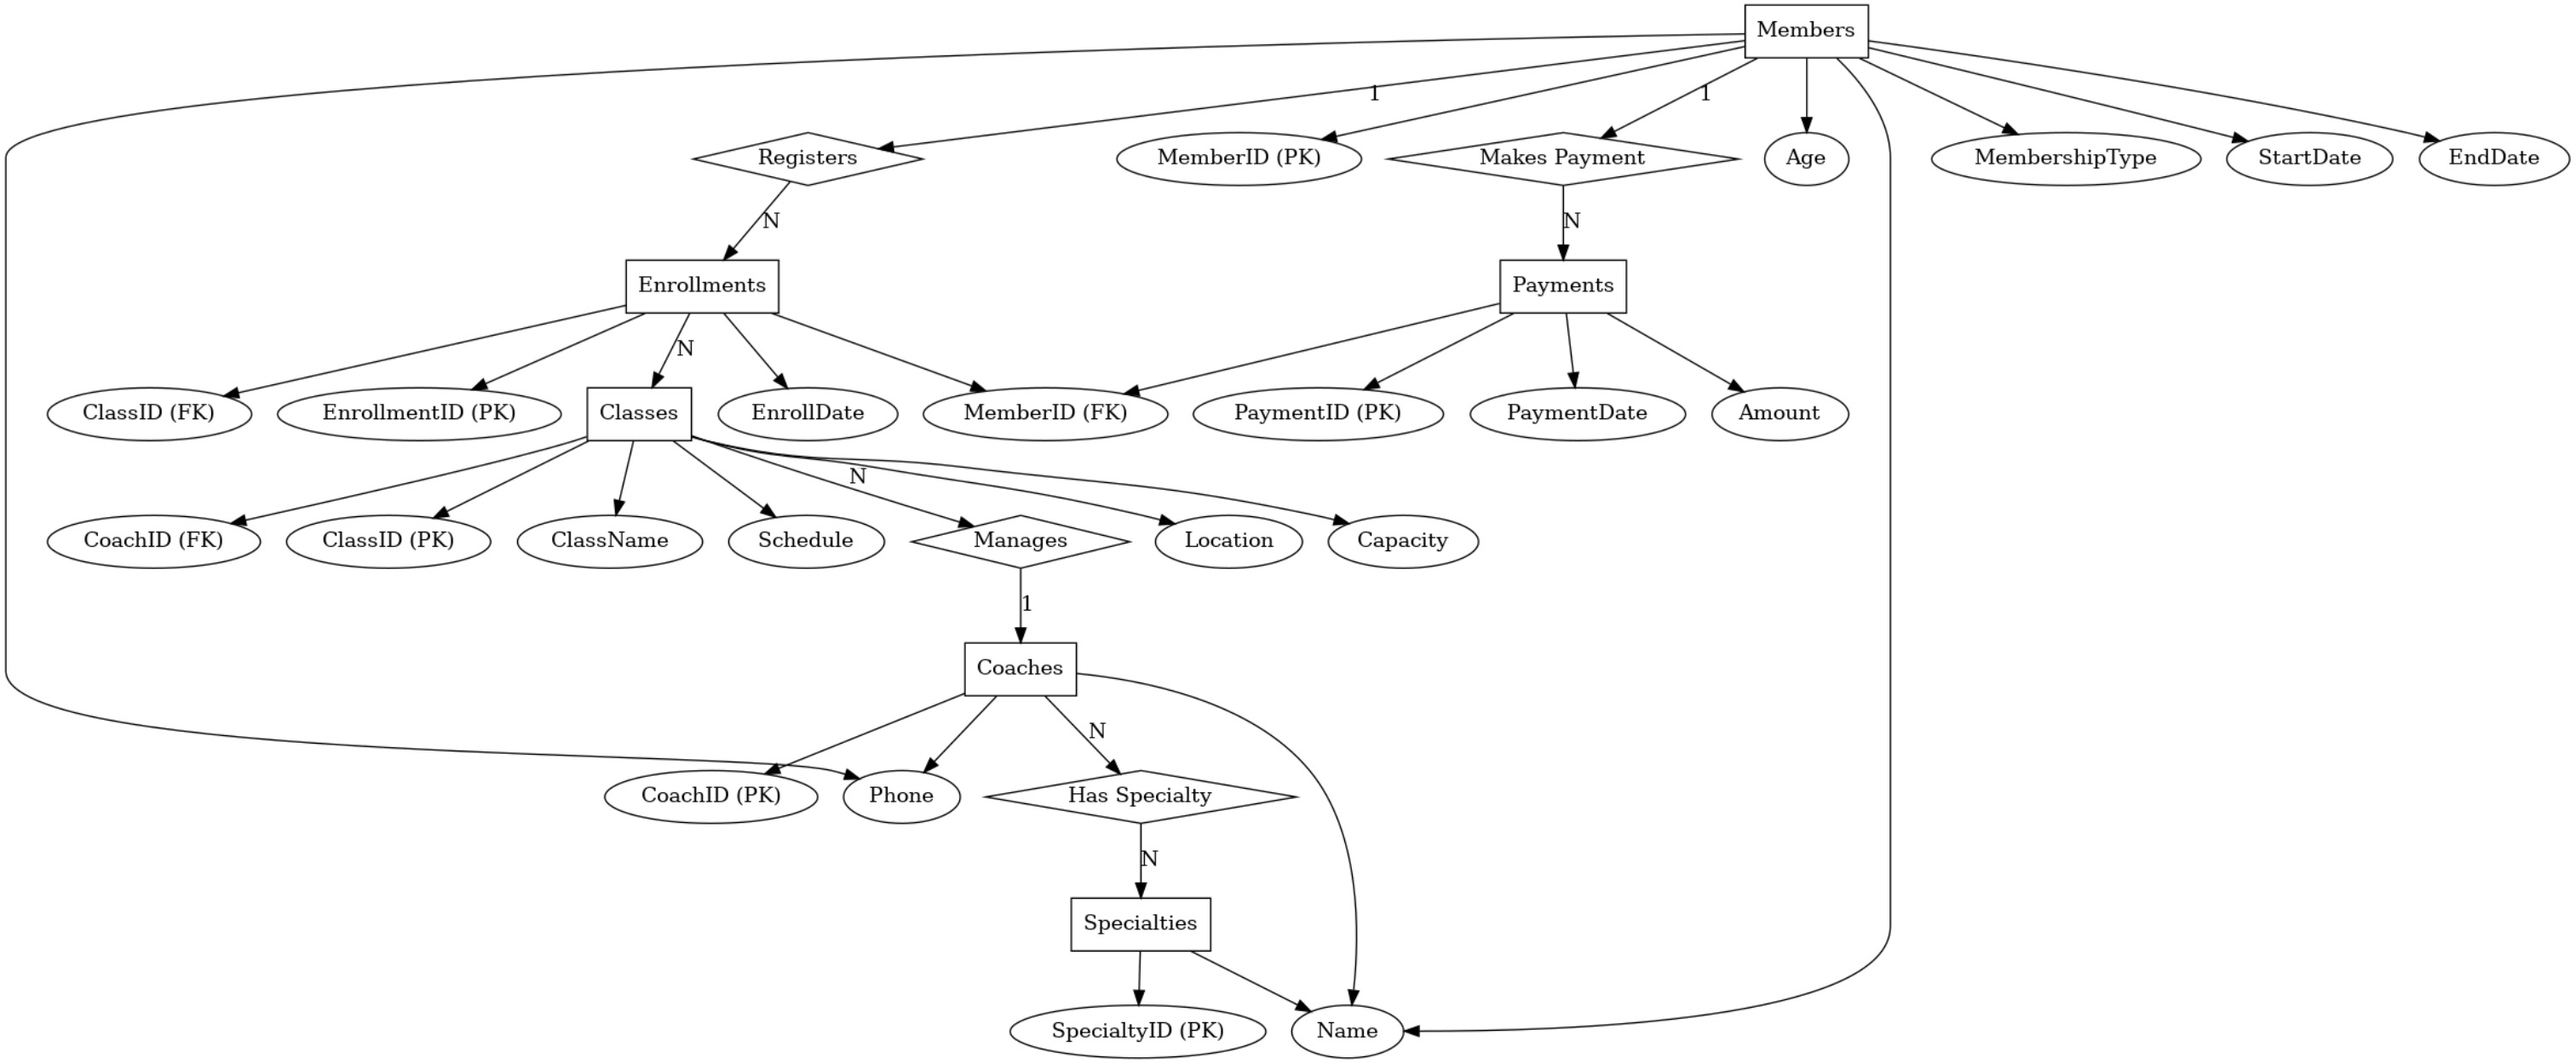 Members
1
1
Registers
MemberID (PK)
Makes Payment
Age
MembershipType
StartDate
EndDate
N
N
Enrollments
Payments
N
ClassID (FK)
EnrollmentID (PK)
Classes
EnrollDate
MemberID (FK)
PaymentID (PK)
PaymentDate
Amount
N
CoachID (FK)
ClassID (PK)
ClassName
Schedule
Manages
Location
Capacity
1
Coaches
N
CoachID (PK)
Phone
Has Specialty
N
Specialties
SpecialtyID (PK)
Name